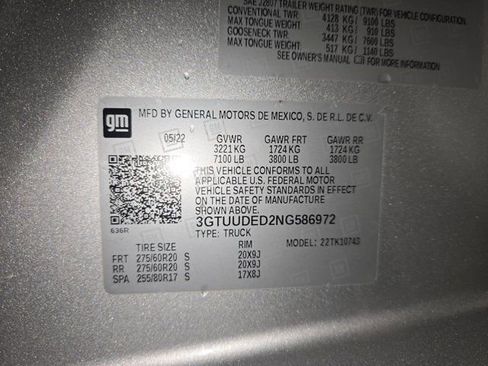 SAE J2807 TRAILER WEIGHT RATING (TWR) FOR VEHICLE CONFIGURATION
CONVENTIONAL TWR: 4128 KG / 9100 LBS
MAX TONGUE WEIGHT: 413 KG / 910 LBS
GOOSENECK TWR: 3447 KG / 7600 LBS
MAX TONGUE WEIGHT: 517 KG / 1140 LBS
SEE OWNER'S MANUAL FOR MORE INFORMATION
gm
MFD BY GENERAL MOTORS DE MEXICO, S. DE R.L. DE C.V.
05/22 GVWR GAWR FRT GAWR RR
3221 KG 1724 KG 1724 KG
7100 LB 3800 LB 3800 LB
THIS VEHICLE CONFORMS TO ALL
APPLICABLE U.S. FEDERAL MOTOR
VEHICLE SAFETY STANDARDS IN EFFECT
ON THE DATE OF MANUFACTURE
SHOWN ABOVE.
3GTUUDED2NG586972
636R TYPE: TRUCK
MODEL: 22TK10743
TIRE SIZE RIM
FRT 275/60R20 S 20X9J
RR 275/60R20 S 20X9J
SPA 255/80R17 S 17X8J